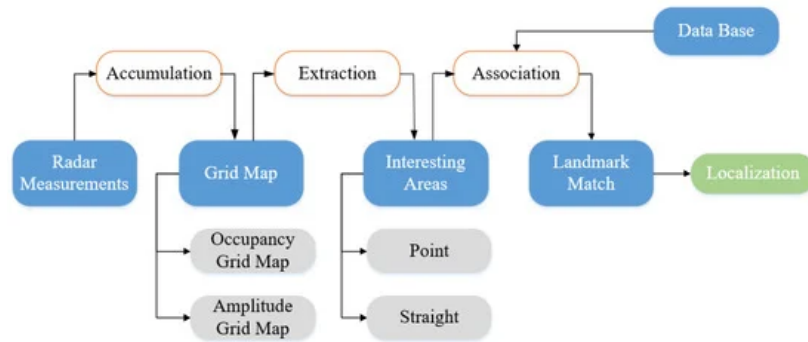 Data Base
Accumulation
Extraction
Association
Radar
Measurements
Grid Map
Interesting
Areas
Landmark
Match
Localization
Occupancy
Grid Map
Point
Amplitude
Grid Map
Straight